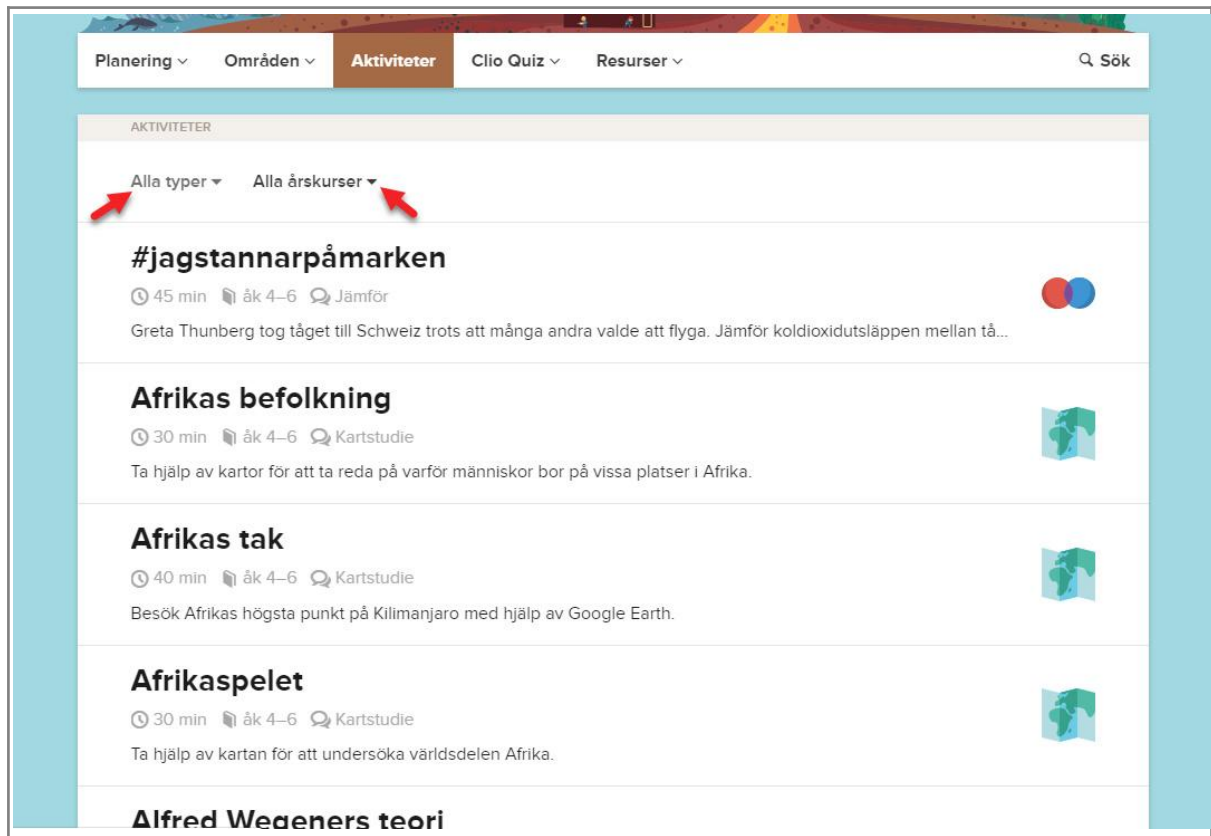 Planering Områden Aktiviteter Clio Quiz Resurser Sök
AKTIVITETER
Alla typer Alla årskurser
#jagstannarpåmarken
45 min åk 4–6 Jämför
Greta Thunberg tog tåget till Schweiz trots att många andra valde att flyga. Jämför koldioxidutsläppen mellan tå...
Afrikas befolkning
30 min åk 4–6 Kartstudie
Ta hjälp av kartor för att ta reda på varför människor bor på vissa platser i Afrika.
Afrikas tak
40 min åk 4–6 Kartstudie
Besök Afrikas högsta punkt på Kilimanjaro med hjälp av Google Earth.
Afrikaspelet
30 min åk 4–6 Kartstudie
Ta hjälp av kartan för att undersöka världsdelen Afrika.
Alfred Wegeners teori